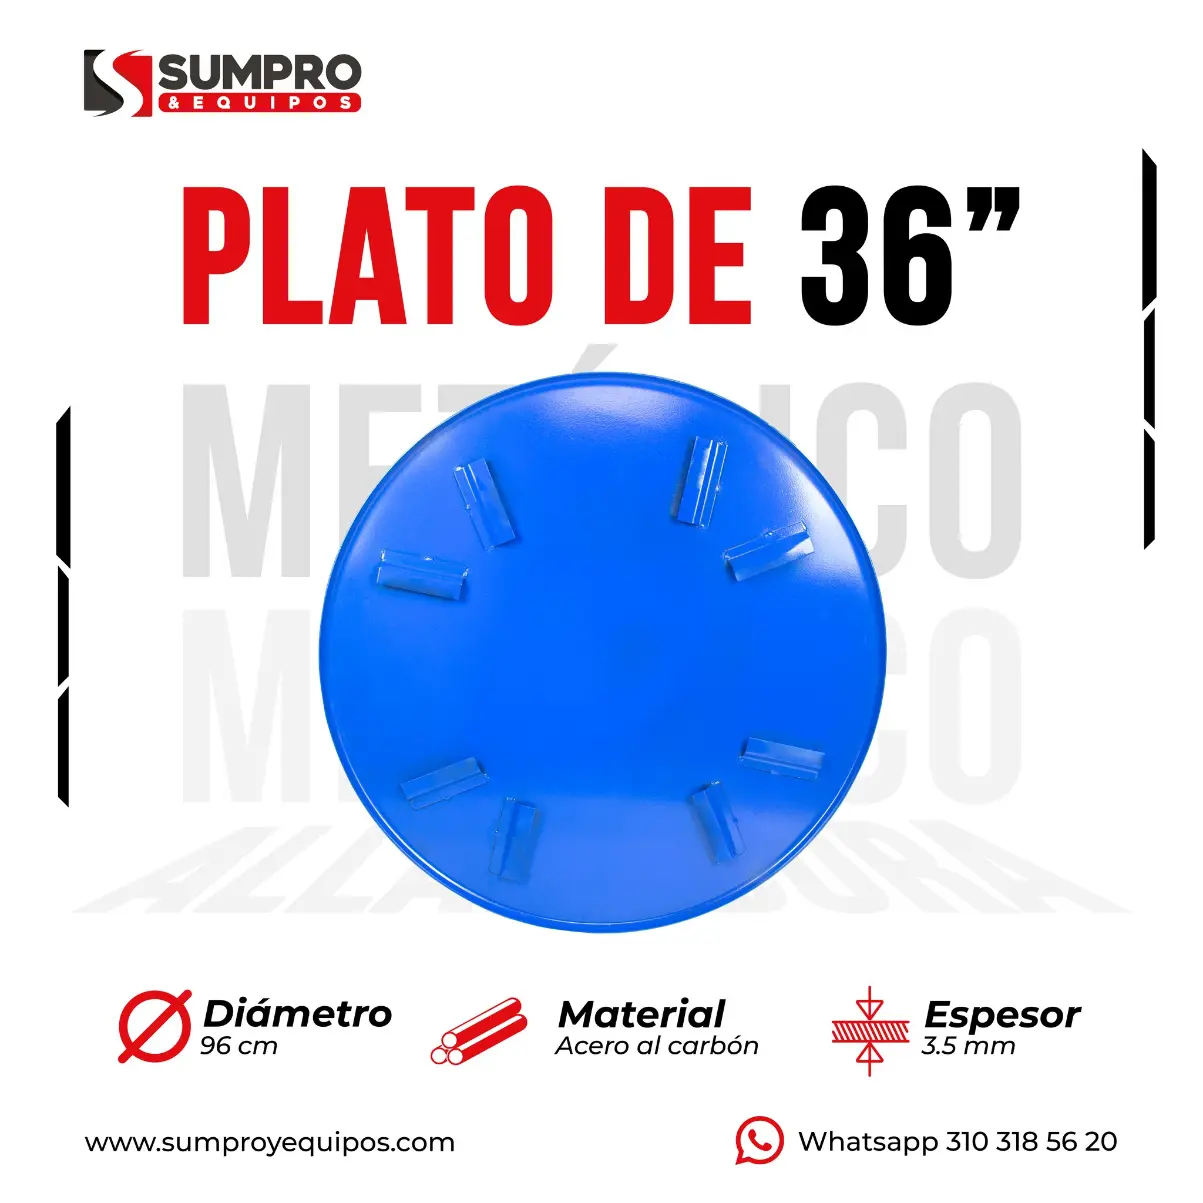 SUMPRO
& EQUIPOS
PLATO DE 36”
Diámetro
96 cm
Material
Acero al carbón
Espesor
3.5 mm
www.sumproyequipos.com
Whatsapp 310 318 56 20